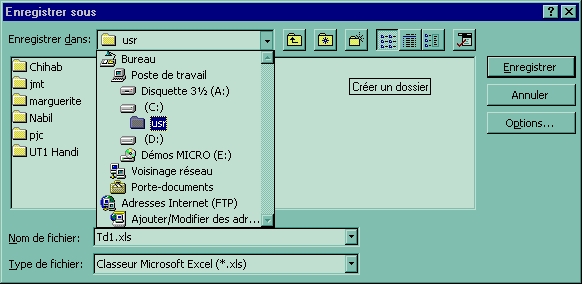 Enregistrer sous
Enregistrer dans:
usr
Chihab
jmt
marguerite
Nabil
pjc
UT1 Handi
Bureau
Poste de travail
Disquette 3½ (A:)
(C:)
usr
(D:)
Démos MICRO (E:)
Voisinage réseau
Porte-documents
Adresses Internet (FTP)
Ajouter/Modifier des adr...
Créer un dossier
Enregistrer
Annuler
Options...
Nom de fichier:
Td1.xls
Type de fichier:
Classeur Microsoft Excel (*.xls)